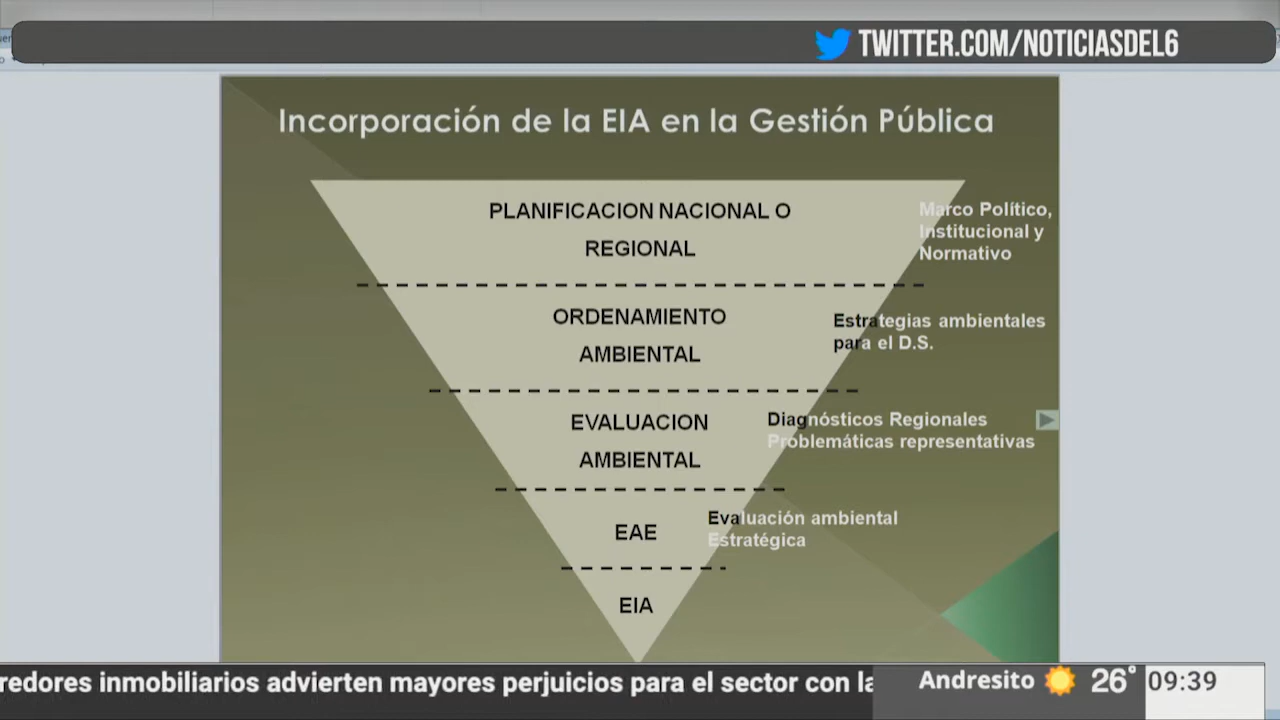 TWITTER.COM/NOTICIASDEL6
Incorporación de la EIA en la Gestión Pública
PLANIFICACION NACIONAL O
REGIONAL
Marco Político,
Institucional y
Normativo
ORDENAMIENTO
AMBIENTAL
Estrategias ambientales
para el D.S.
EVALUACION
AMBIENTAL
Diagnósticos Regionales
Problemáticas representativas
EAE
Evaluación ambiental
Estratégica
EIA
redores inmobiliarios advierten mayores perjuicios para el sector con la
Andresito 26° 09:39